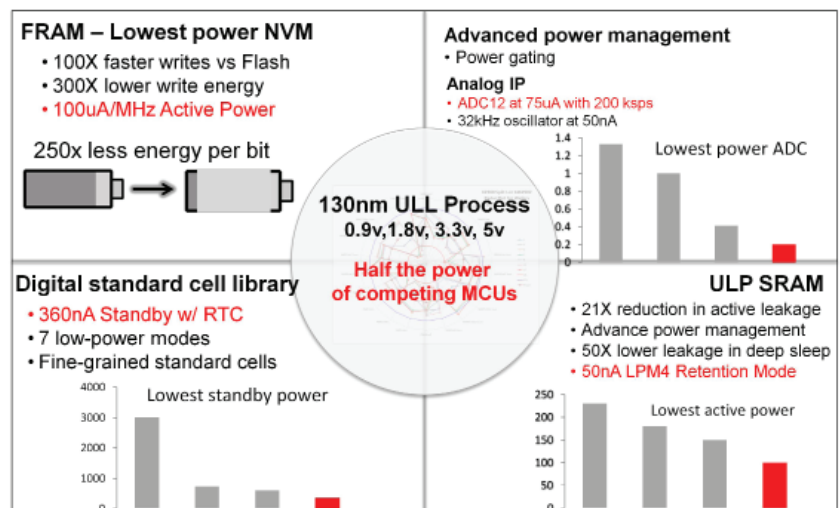 FRAM – Lowest power NVM
• 100X faster writes vs Flash
• 300X lower write energy
• 100uA/MHz Active Power
250x less energy per bit
Advanced power management
• Power gating
Analog IP
• ADC12 at 75uA with 200 ksps
• 32kHz oscillator at 50nA
Lowest power ADC
1.4
1.2
1
0.8
0.6
0.4
0.2
0
130nm ULL Process
0.9v,1.8v, 3.3v, 5v
Half the power
of competing MCUs
Digital standard cell library
• 360nA Standby w/ RTC
• 7 low-power modes
• Fine-grained standard cells
Lowest standby power
4000
3000
2000
1000
0
ULP SRAM
• 21X reduction in active leakage
• Advance power management
• 50X lower leakage in deep sleep
• 50nA LPM4 Retention Mode
Lowest active power
250
200
150
100
50
0